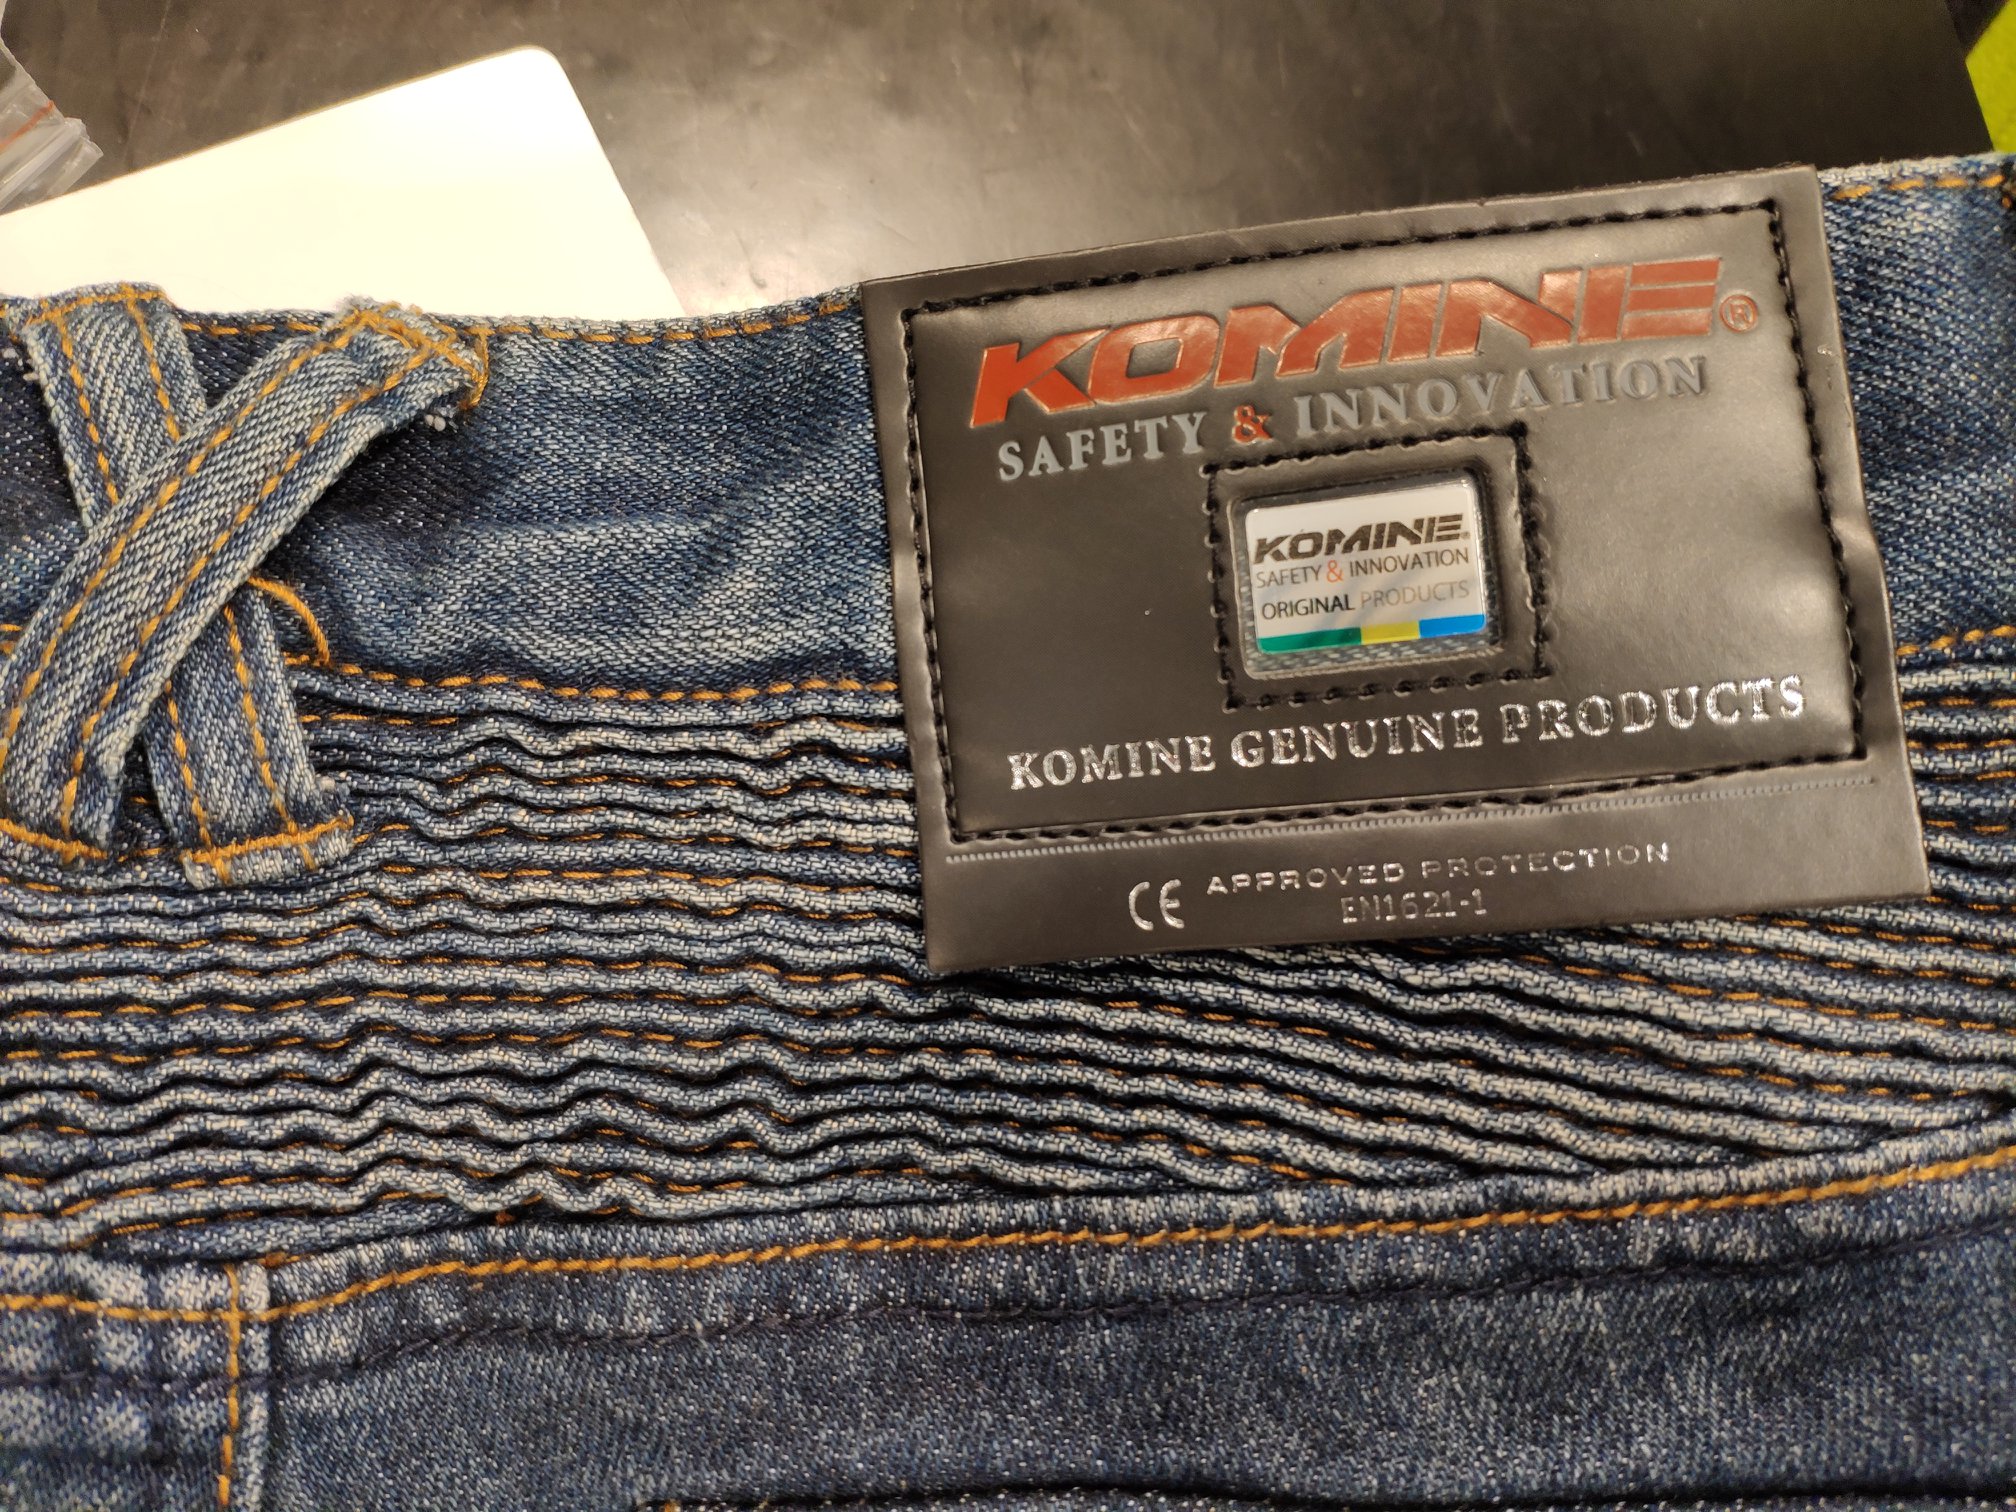 KOMINE®
SAFETY & INNOVATION
KOMINE®
SAFETY & INNOVATION
ORIGINAL PRODUCTS
KOMINE GENUINE PRODUCTS
CE APPROVED PROTECTION
EN1621-1